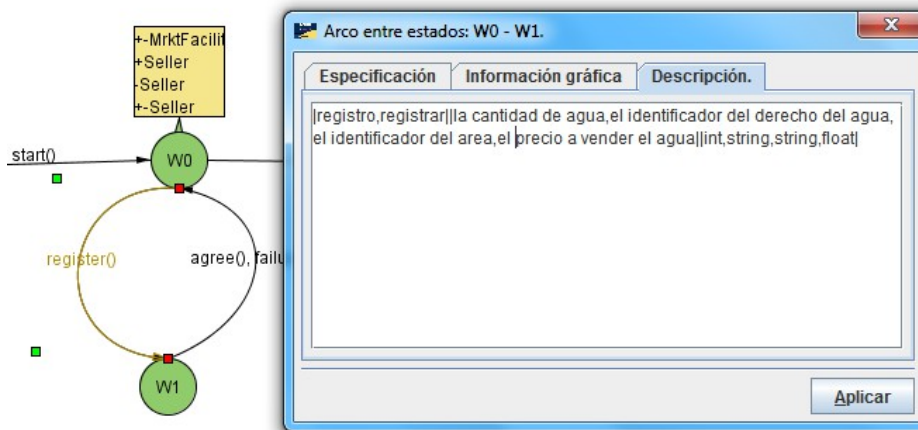 +-MrktFacilit
+Seller
-Seller
+-Seller
start()
W0
register()
agree(), failu
W1
Arco entre estados: W0 - W1.
Especificación
Información gráfica
Descripción.
|registro,registrar||la cantidad de agua,el identificador del derecho del agua,
el identificador del area,el precio a vender el agua||int,string,string,float|
Aplicar